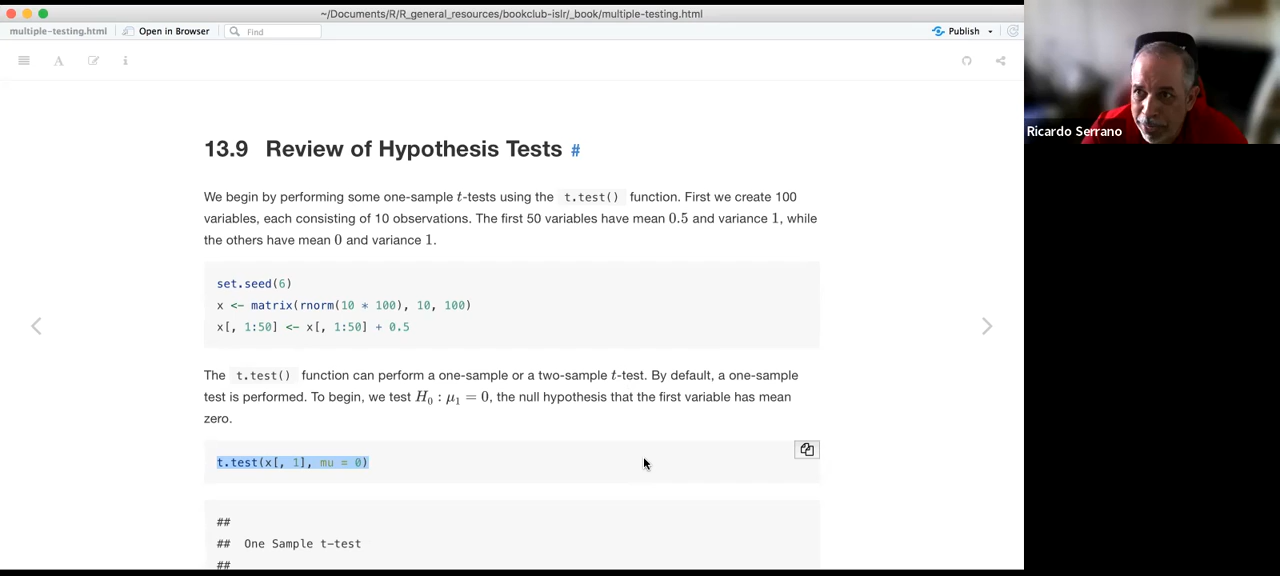 ~/Documents/R/R_general_resources/bookclub-islr/_book/multiple-testing.html
multiple-testing.html Open in Browser Find Publish
Ricardo Serrano
13.9 Review of Hypothesis Tests #
We begin by performing some one-sample t-tests using the t.test() function. First we create 100
variables, each consisting of 10 observations. The first 50 variables have mean 0.5 and variance 1, while
the others have mean 0 and variance 1.
set.seed(6)
x <- matrix(rnorm(10 * 100), 10, 100)
x[, 1:50] <- x[, 1:50] + 0.5
The t.test() function can perform a one-sample or a two-sample t-test. By default, a one-sample
test is performed. To begin, we test H₀ : μ₁ = 0, the null hypothesis that the first variable has mean
zero.
t.test(x[, 1], mu = 0)
##
## One Sample t-test
##